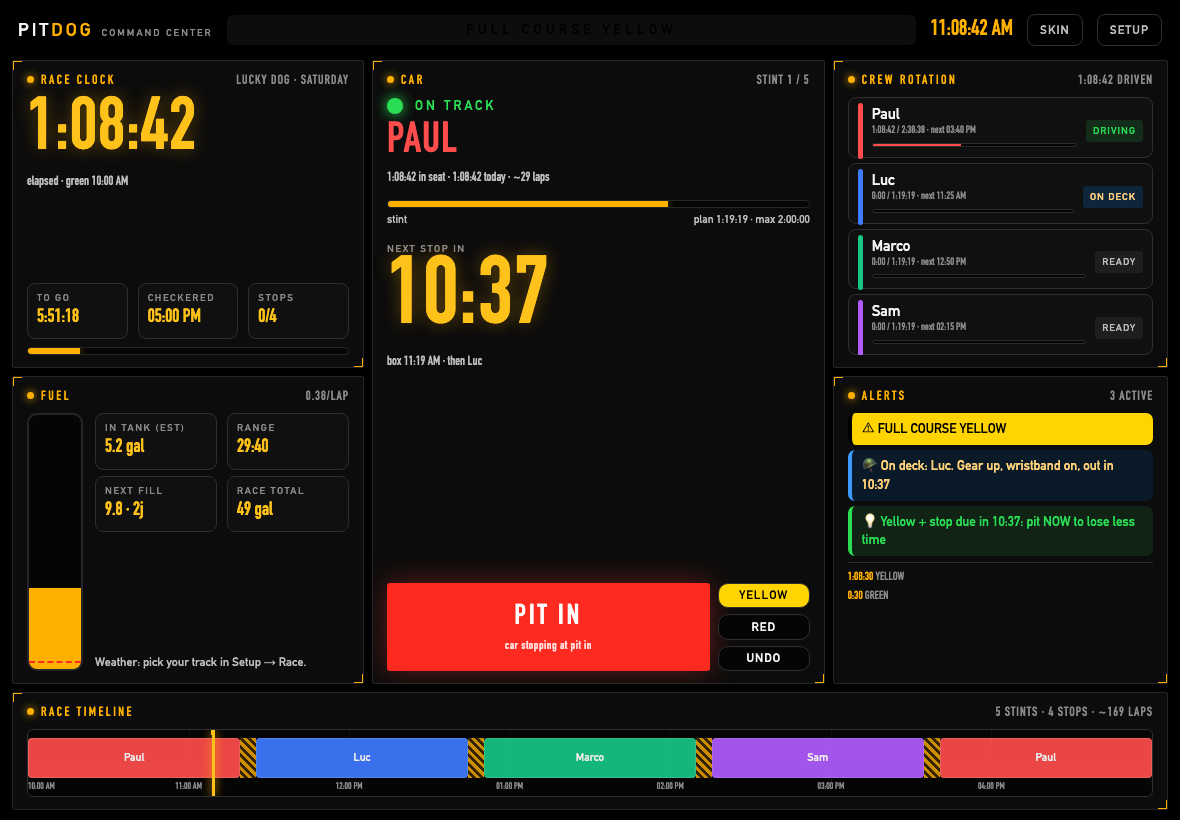 PITDOG COMMAND CENTER
FULL COURSE YELLOW
11:08:42 AM
SKIN
SETUP
RACE CLOCK
LUCKY DOG · SATURDAY
1:08:42
elapsed · green 10:00 AM
TO GO
5:51:18
CHECKERED
05:00 PM
STOPS
0/4
CAR
STINT 1 / 5
ON TRACK
PAUL
1:08:42 in seat · 1:08:42 today · ~29 laps
stint
plan 1:19:19 · max 2:00:00
NEXT STOP IN
10:37
box 11:19 AM · then Luc
PIT IN
car stopping at pit in
YELLOW
RED
UNDO
CREW ROTATION
1:08:42 DRIVEN
Paul
1:08:42 / 2:38:38 · next 03:40 PM
DRIVING
Luc
0:00 / 1:19:19 · next 11:25 AM
ON DECK
Marco
0:00 / 1:19:19 · next 12:50 PM
READY
Sam
0:00 / 1:19:19 · next 02:15 PM
READY
FUEL
0.38/LAP
IN TANK (EST)
5.2 gal
RANGE
29:40
NEXT FILL
9.8 · 2j
RACE TOTAL
49 gal
Weather: pick your track in Setup → Race.
ALERTS
3 ACTIVE
⚠ FULL COURSE YELLOW
On deck: Luc. Gear up, wristband on, out in
10:37
Yellow + stop due in 10:37: pit NOW to lose less
time
1:08:30 YELLOW
0:30 GREEN
RACE TIMELINE
5 STINTS · 4 STOPS · ~169 LAPS
Paul
Luc
Marco
Sam
Paul
10:00 AM
11:00 AM
12:00 PM
01:00 PM
02:00 PM
03:00 PM
04:00 PM